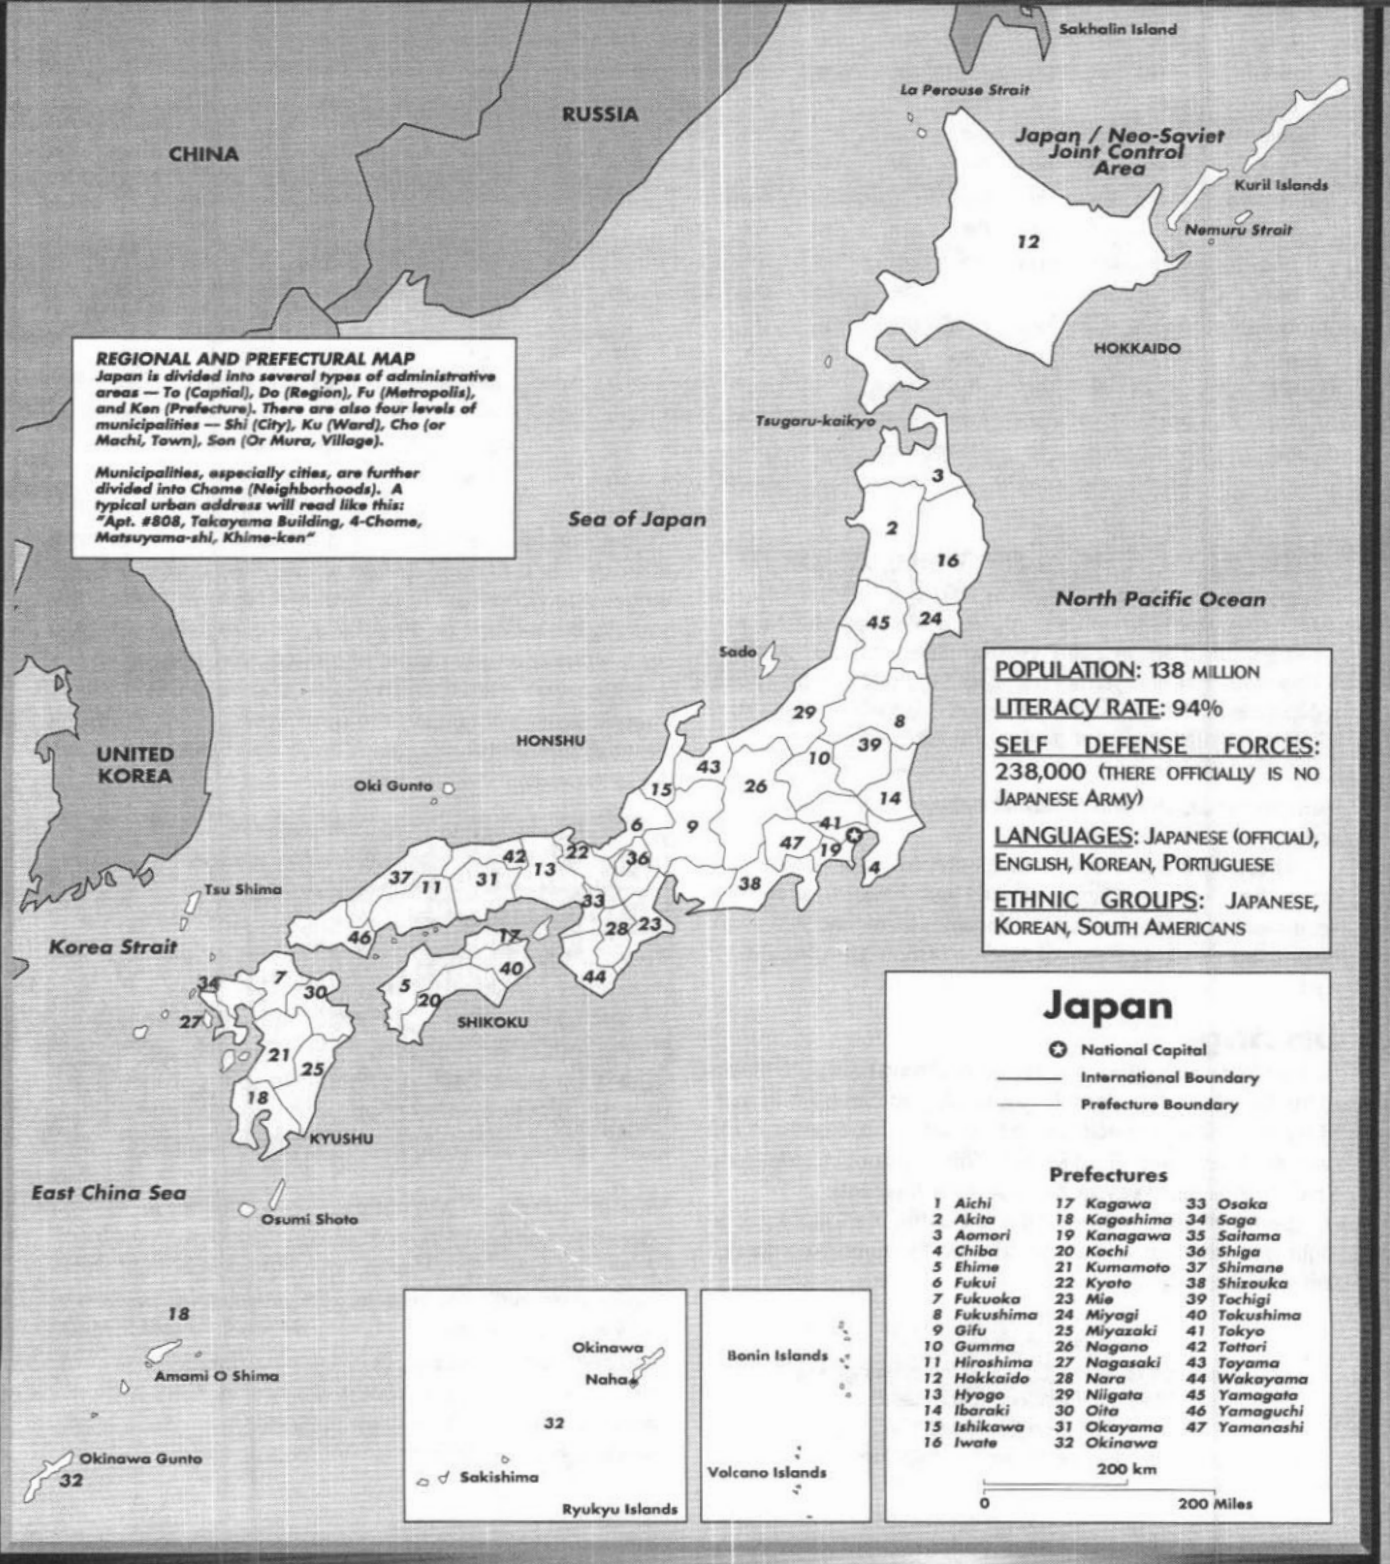 Sakhalin Island
La Perouse Strait
RUSSIA
CHINA
Japan / Neo-Soviet
Joint Control
Area
Kuril Islands
Nemuru Strait
12
HOKKAIDO
REGIONAL AND PREFECTURAL MAP
Japan is divided into several types of administrative
areas — To (Captial), Do (Region), Fu (Metropolis),
and Ken (Prefecture). There are also four levels of
municipalities — Shi (City), Ku (Ward), Cho (or
Machi, Town), Son (Or Mura, Village).
Municipalities, especially cities, are further
divided into Chome (Neighborhoods). A
typical urban address will read like this:
"Apt. #808, Takayama Building, 4-Chome,
Matsuyama-shi, Khime-ken"
Tsugaru-kaikyo
3
Sea of Japan
2
16
North Pacific Ocean
45
24
Sado
29
8
HONSHU
39
10
43
26
15
14
Oki Gunto
UNITED
KOREA
6
9
41
47
19
4
42
22
36
13
37
11
31
38
Tsu Shima
33
28
23
Korea Strait
46
17
40
44
34
7
30
5
20
27
SHIKOKU
21
25
18
KYUSHU
East China Sea
Osumi Shoto
18
Amami O Shima
Okinawa Gunto
32
Okinawa
Naha
32
Sakishima
Ryukyu Islands
Bonin Islands
Volcano Islands
POPULATION: 138 MILLION
LITERACY RATE: 94%
SELF DEFENSE FORCES:
238,000 (THERE OFFICIALLY IS NO
JAPANESE ARMY)
LANGUAGES: JAPANESE (OFFICIAL),
ENGLISH, KOREAN, PORTUGUESE
ETHNIC GROUPS: JAPANESE,
KOREAN, SOUTH AMERICANS
Japan
National Capital
International Boundary
Prefecture Boundary
Prefectures
1 Aichi
2 Akita
3 Aomori
4 Chiba
5 Ehime
6 Fukui
7 Fukuoka
8 Fukushima
9 Gifu
10 Gumma
11 Hiroshima
12 Hokkaido
13 Hyogo
14 Ibaraki
15 Ishikawa
16 Iwate
17 Kagawa
18 Kagoshima
19 Kanagawa
20 Kochi
21 Kumamoto
22 Kyoto
23 Mie
24 Miyagi
25 Miyazaki
26 Nagano
27 Nagasaki
28 Nara
29 Niigata
30 Oita
31 Okayama
32 Okinawa
33 Osaka
34 Saga
35 Saitama
36 Shiga
37 Shimane
38 Shizouka
39 Tochigi
40 Tokushima
41 Tokyo
42 Tottori
43 Toyama
44 Wakayama
45 Yamagata
46 Yamaguchi
47 Yamanashi
200 km
0 200 Miles